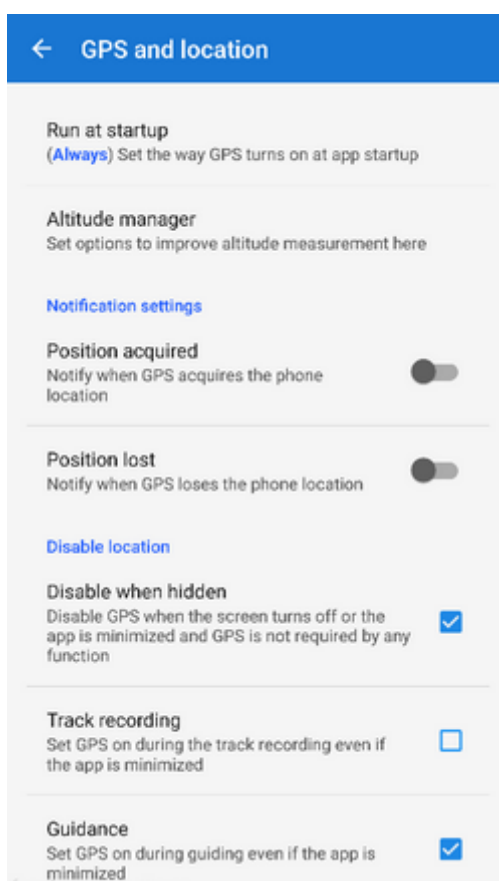 GPS and location
Run at startup
(Always) Set the way GPS turns on at app startup
Altitude manager
Set options to improve altitude measurement here
Notification settings
Position acquired
Notify when GPS acquires the phone
location
Position lost
Notify when GPS loses the phone location
Disable location
Disable when hidden
Disable GPS when the screen turns off or the
app is minimized and GPS is not required by any
function
Track recording
Set GPS on during the track recording even if
the app is minimized
Guidance
Set GPS on during guiding even if the app is
minimized